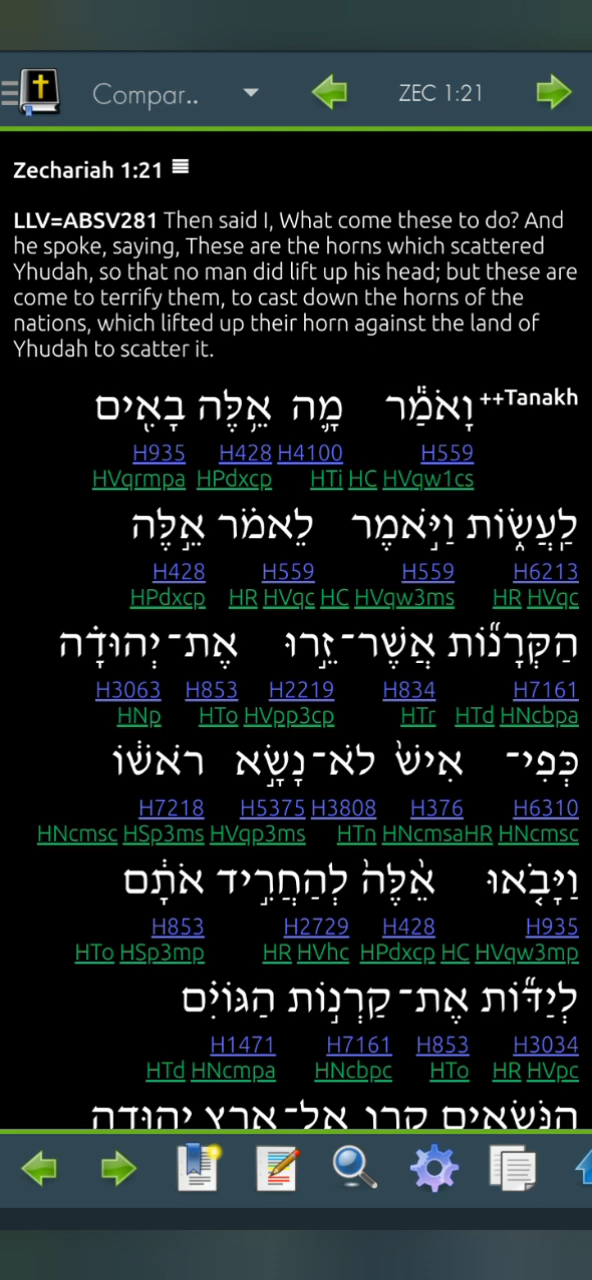 Compar..
ZEC 1:21
Zechariah 1:21
LLV=ABSV281 Then said I, What come these to do? And
he spoke, saying, These are the horns which scattered
Yhudah, so that no man did lift up his head; but these are
come to terrify them, to cast down the horns of the
nations, which lifted up their horn against the land of
Yhudah to scatter it.
++Tanakh וָאֹמַ֕ר מָ֛ה אֵ֥לֶּה בָאִ֖ים
H935 H428 H4100 H559
HVqrmpa HPdxcp HTi HC HVqw1cs
לַֽעֲשׂ֑וֹת וַיֹּ֣אמֶר לֵאמֹ֗ר אֵ֣לֶּה
H428 H559 H559 H6213
HPdxcp HR HVqc HC HVqw3ms HR HVqc
הַקְּרָנ֞וֹת אֲשֶׁר־זֵ֣רוּ אֶת־יְהוּדָ֗ה
H3063 H853 H2219 H834 H7161
HNp HTo HVpp3cp HTr HTd HNcbpa
כְּפִי־ אִישׁ֙ לֹא־נָשָׂ֣א רֹאשׁ֔וֹ
H7218 H5375 H3808 H376 H6310
HNcmsc HSp3ms HVqp3ms HTn HNcmsaHR HNcmsc
וַיָּבֹ֤אוּ אֵ֙לֶּה֙ לְהַחֲרִ֣יד אֹתָ֔ם
H853 H2729 H428 H935
HTo HSp3mp HR HVhc HPdxcp HC HVqw3mp
לְיַדּ֞וֹת אֶת־קַרְנ֣וֹת הַגּוֹיִ֗ם
H1471 H7161 H853 H3034
HTd HNcmpa HNcbpc HTo HR HVpc
הַנֹּשְׂאִ֥ים קֶ֛רֶן אֶל־אֶ֥רֶץ יְהוּדָ֖ה